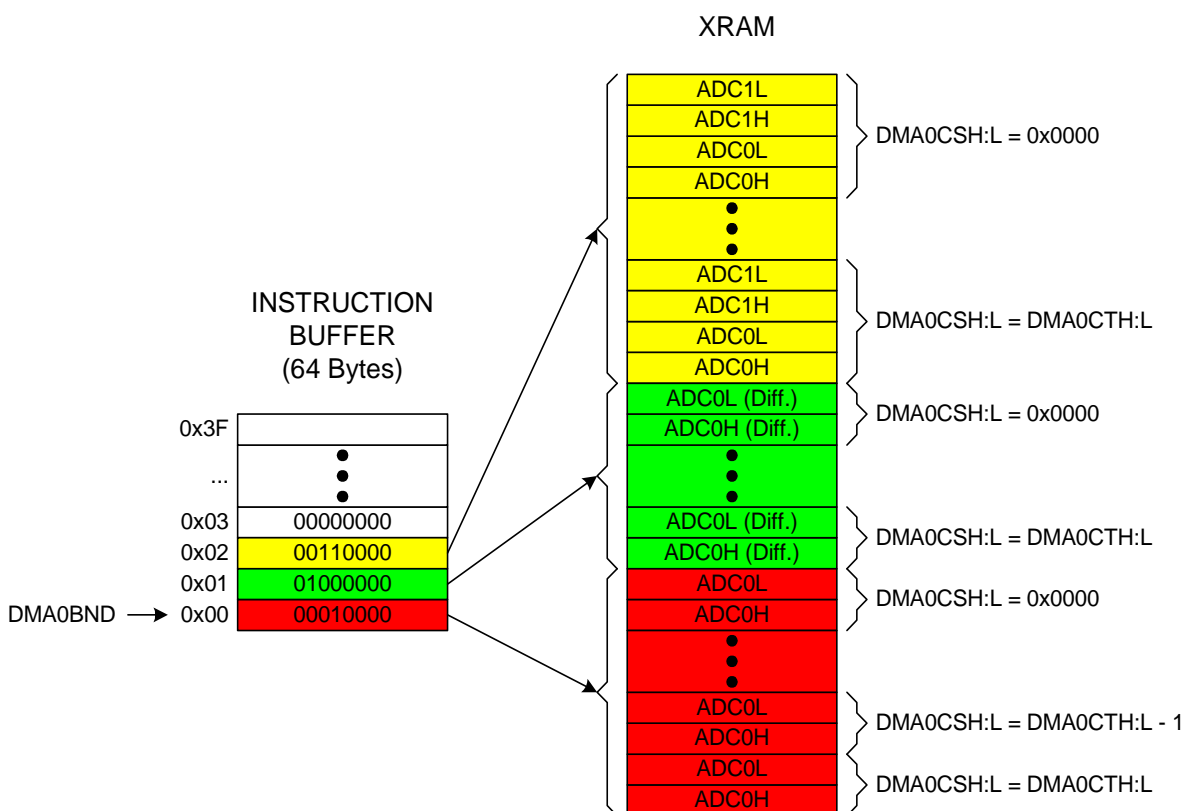 XRAM
ADC1L
ADC1H
ADC0L
ADC0H
DMA0CSH:L = 0x0000
ADC1L
ADC1H
ADC0L
ADC0H
DMA0CSH:L = DMA0CTH:L
ADC0L (Diff.)
ADC0H (Diff.)
DMA0CSH:L = 0x0000
ADC0L (Diff.)
ADC0H (Diff.)
DMA0CSH:L = DMA0CTH:L
ADC0L
ADC0H
DMA0CSH:L = 0x0000
ADC0L
ADC0H
DMA0CSH:L = DMA0CTH:L - 1
ADC0L
ADC0H
DMA0CSH:L = DMA0CTH:L
INSTRUCTION
BUFFER
(64 Bytes)
0x3F
...
0x03 00000000
0x02 00110000
0x01 01000000
DMA0BND 0x00 00010000